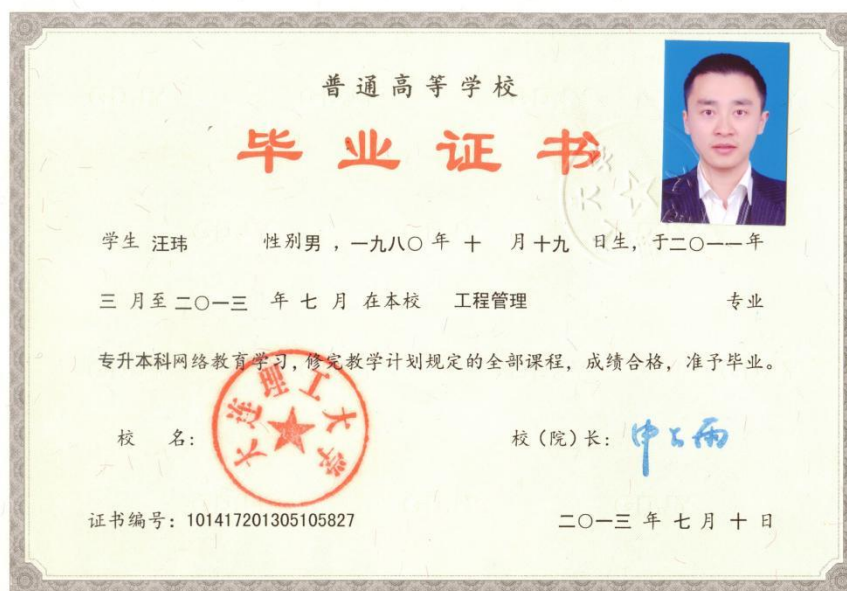 普通高等学校
毕业证书
学生 汪玮 性别男，一九八〇年 十 月十九 日生，于二〇一一年
三 月至二〇一三 年 七 月 在本校 工程管理 专业
专升本科网络教育学习，修完教学计划规定的全部课程，成绩合格，准予毕业。
大连理工大学
校 名： 校（院）长：
证书编号：101417201305105827 二〇一三 年 七 月 十 日